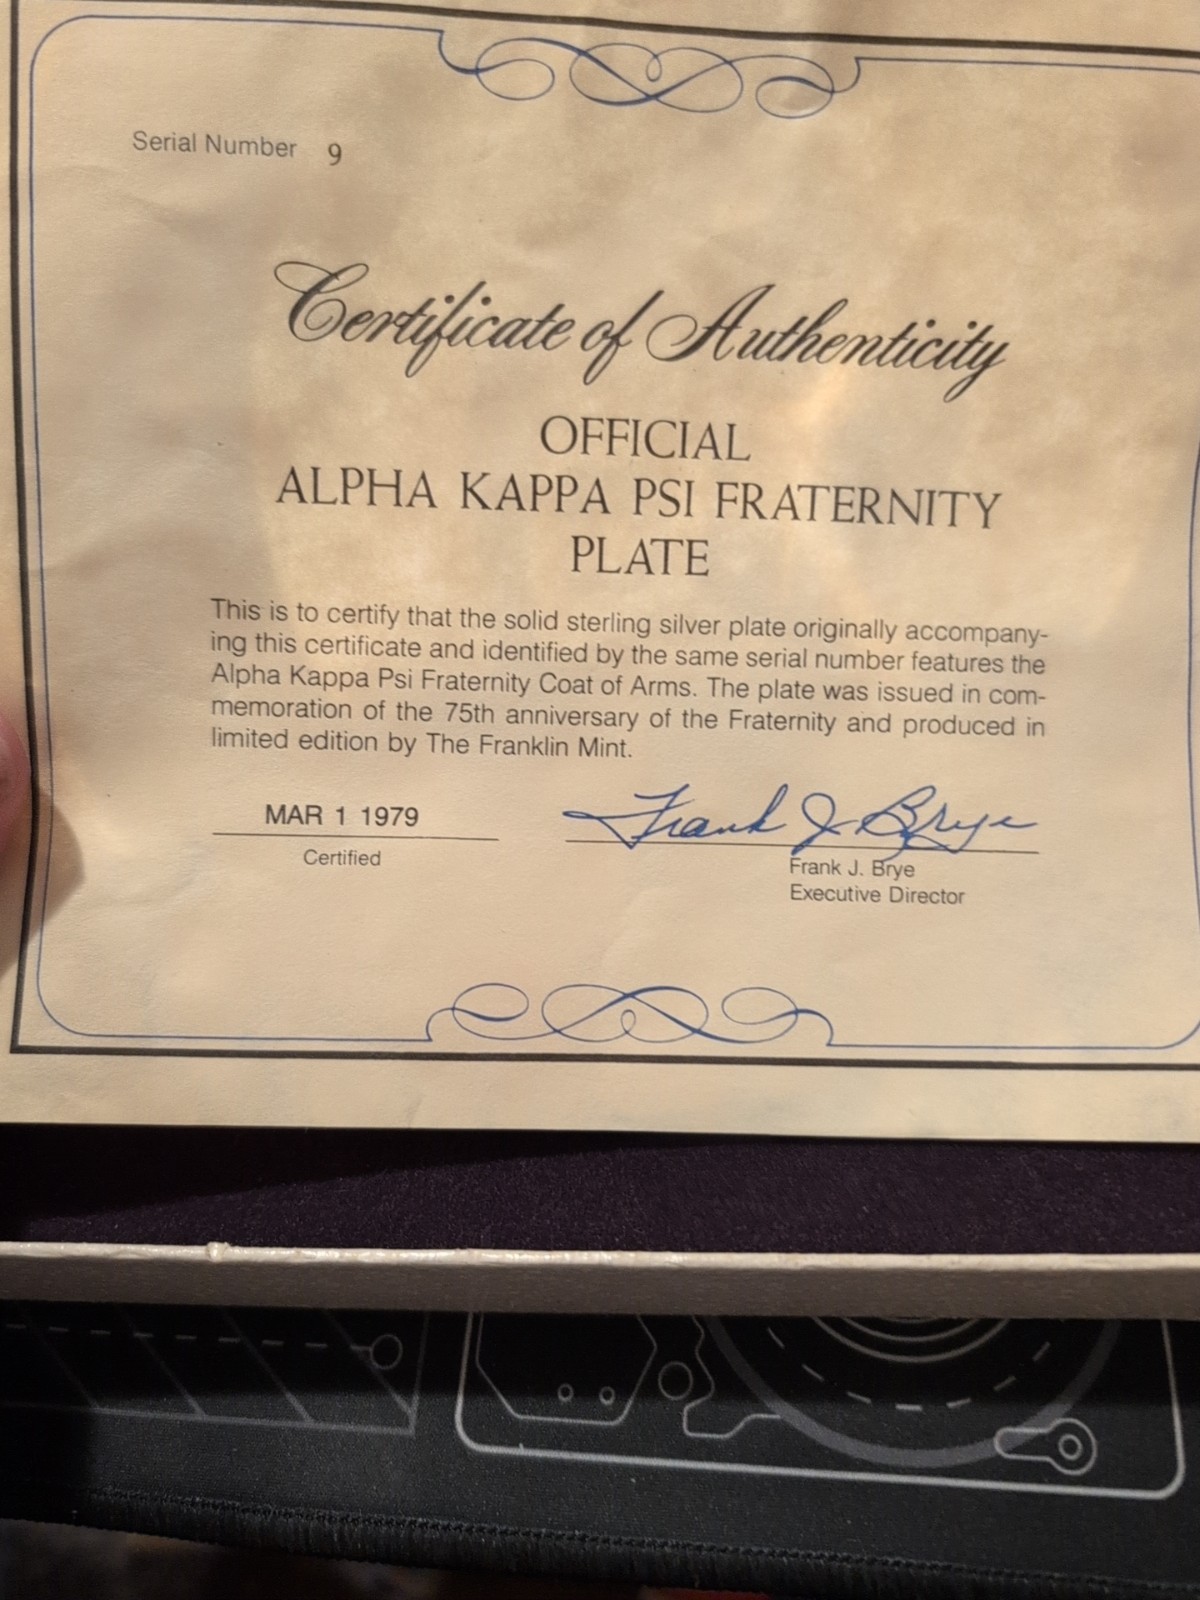 Serial Number 9
Certificate of Authenticity
OFFICIAL
ALPHA KAPPA PSI FRATERNITY
PLATE
This is to certify that the solid sterling silver plate originally accompany-
ing this certificate and identified by the same serial number features the
Alpha Kappa Psi Fraternity Coat of Arms. The plate was issued in com-
memoration of the 75th anniversary of the Fraternity and produced in
limited edition by The Franklin Mint.
MAR 1 1979
Certified
Frank J. Brye
Frank J. Brye
Executive Director